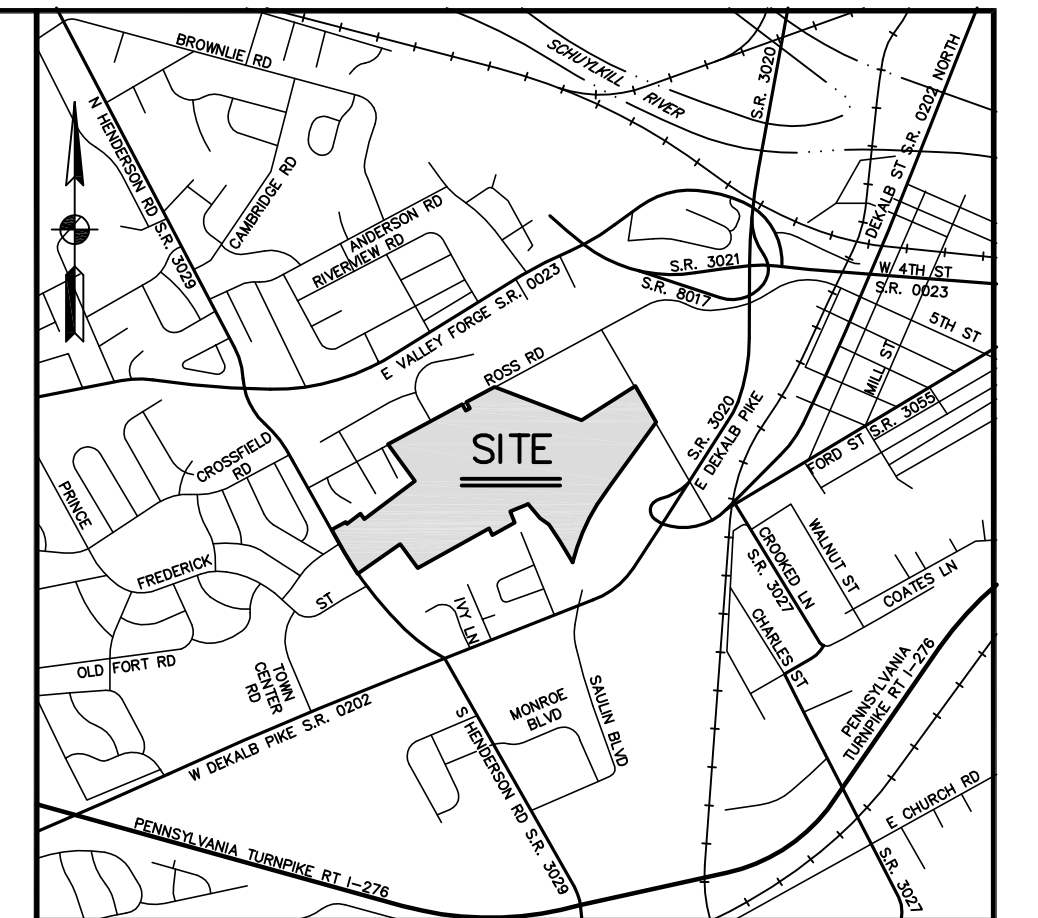 BROWNLIE RD
SCHUYLKILL
RIVER
S.R. 3020
DEKALB ST S.R. 0202 NORTH
N HENDERSON RD S.R. 3029
CAMBRIDGE RD
ANDERSON RD
RIVERVIEW RD
E VALLEY FORGE S.R. 0023
S.R. 3021
S.R. 8017
W 4TH ST
S.R. 0023
5TH ST
MILL ST
ROSS RD
S.R. 3020
E DEKALB PIKE
FORD ST S.R. 3055
SITE
CROSSFIELD
RD
PRINCE
FREDERICK
ST
WALNUT ST
CROOKED LN
S.R. 3027
COATES LN
IVY LN
CHARLES ST
OLD FORT RD
TOWN
CENTER
RD
W DEKALB PIKE S.R. 0202
MONROE
BLVD
SAULIN BLVD
PENNSYLVANIA
TURNPIKE RT I-276
S HENDERSON RD S.R. 3029
E CHURCH RD
PENNSYLVANIA TURNPIKE RT I-276
S.R. 3027